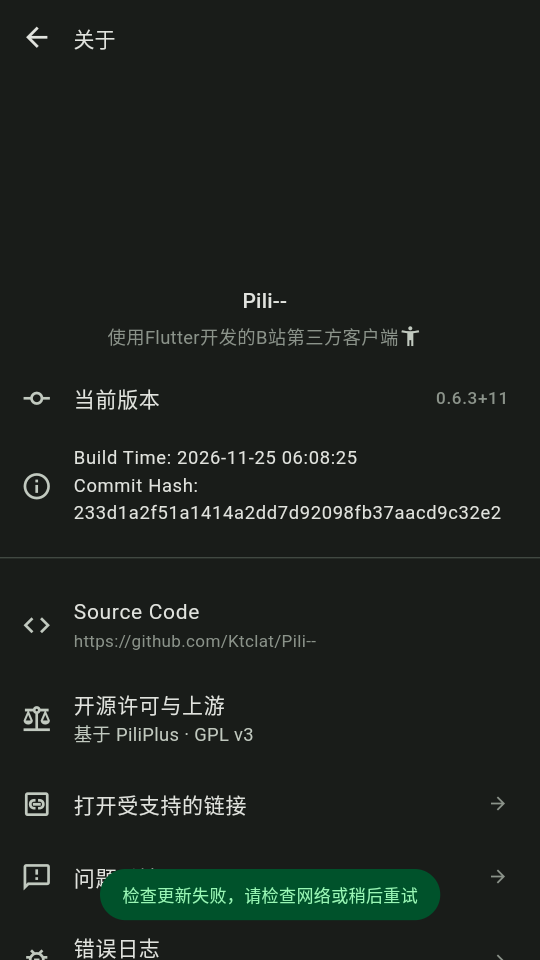 关于
Pili--
使用Flutter开发的B站第三方客户端
当前版本
0.6.3+11
Build Time: 2026-11-25 06:08:25
Commit Hash:
233d1a2f51a1414a2dd7d92098fb37aacd9c32e2
Source Code
https://github.com/Ktclat/Pili--
开源许可与上游
基于 PiliPlus · GPL v3
打开受支持的链接
问题
检查更新失败，请检查网络或稍后重试
错误日志